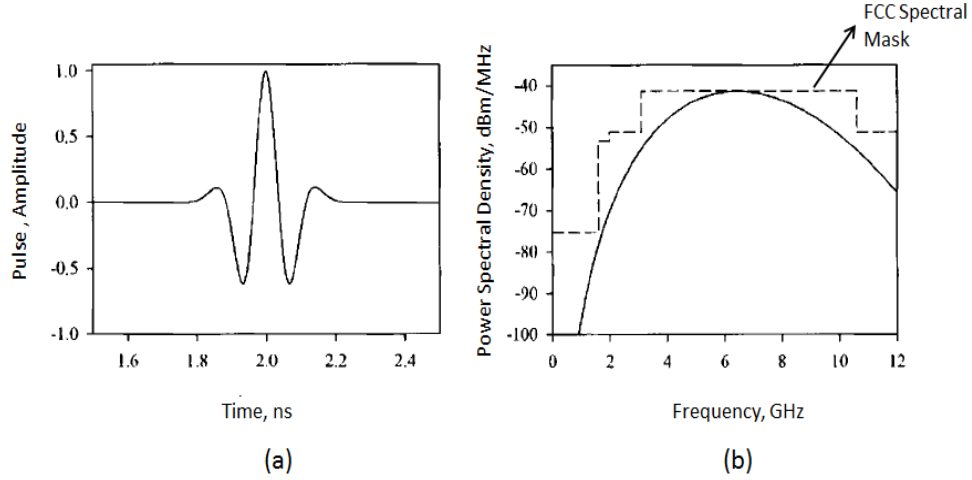 FCC Spectral
Mask
Pulse , Amplitude
1.0
0.5
0.0
-0.5
-1.0
1.6 1.8 2.0 2.2 2.4
Time, ns
(a)
Power Spectral Density, dBm/MHz
-40
-50
-60
-70
-80
-90
-100
0 2 4 6 8 10 12
Frequency, GHz
(b)